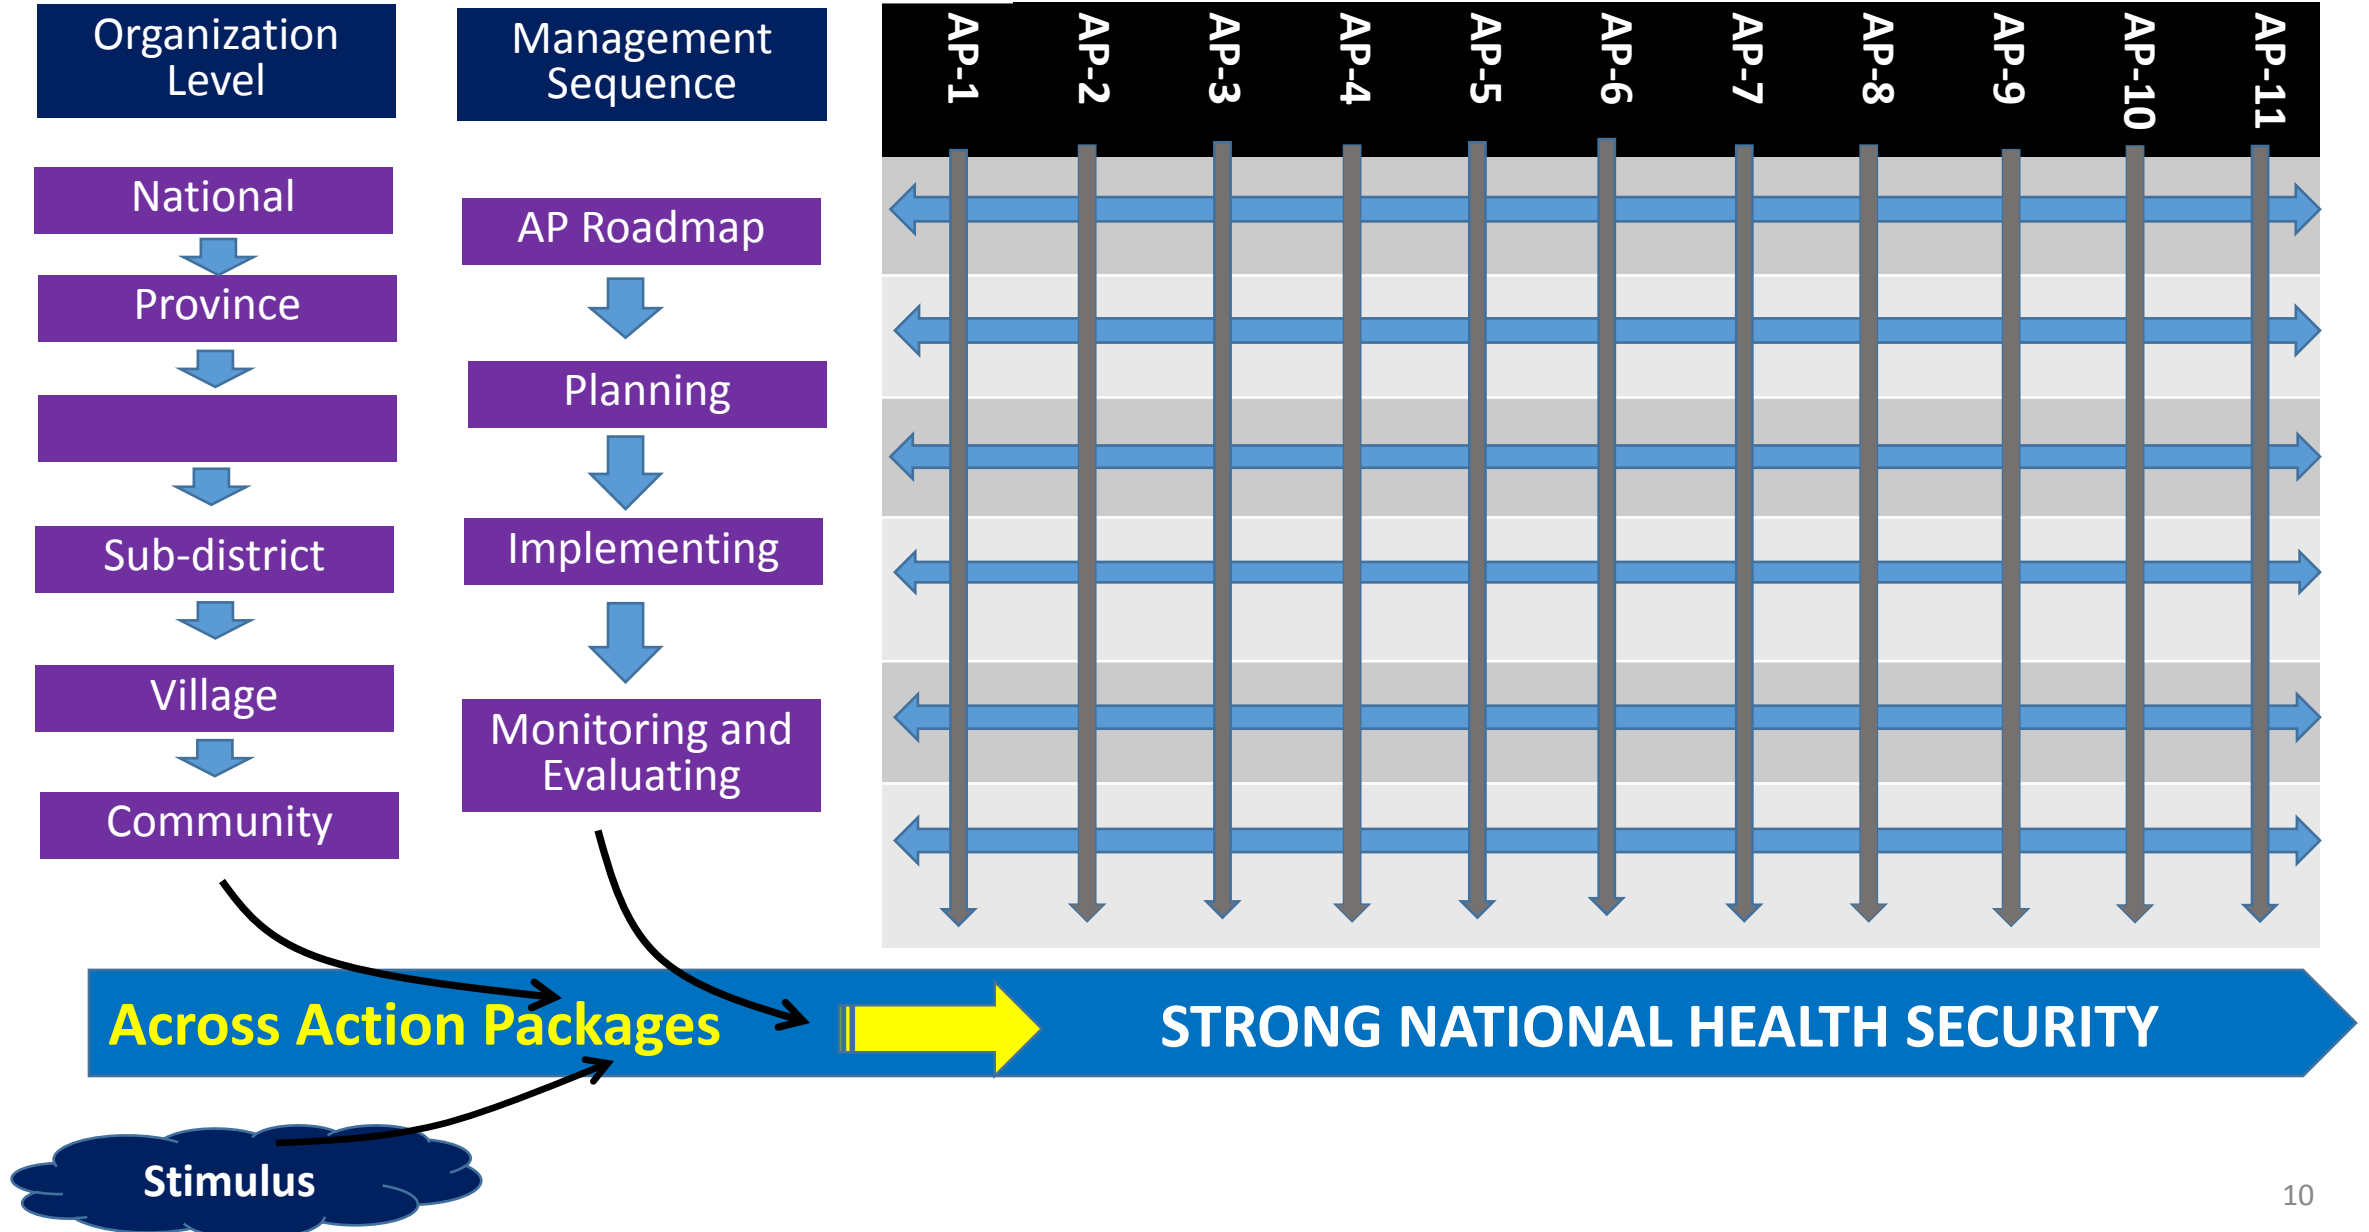 Organization
Level
National
Province
Sub-district
Village
Community
Management
Sequence
AP Roadmap
Planning
Implementing
Monitoring and
Evaluating
AP-1
AP-2
AP-3
AP-4
AP-5
AP-6
AP-7
AP-8
AP-9
AP-10
AP-11
Across Action Packages
STRONG NATIONAL HEALTH SECURITY
Stimulus
10